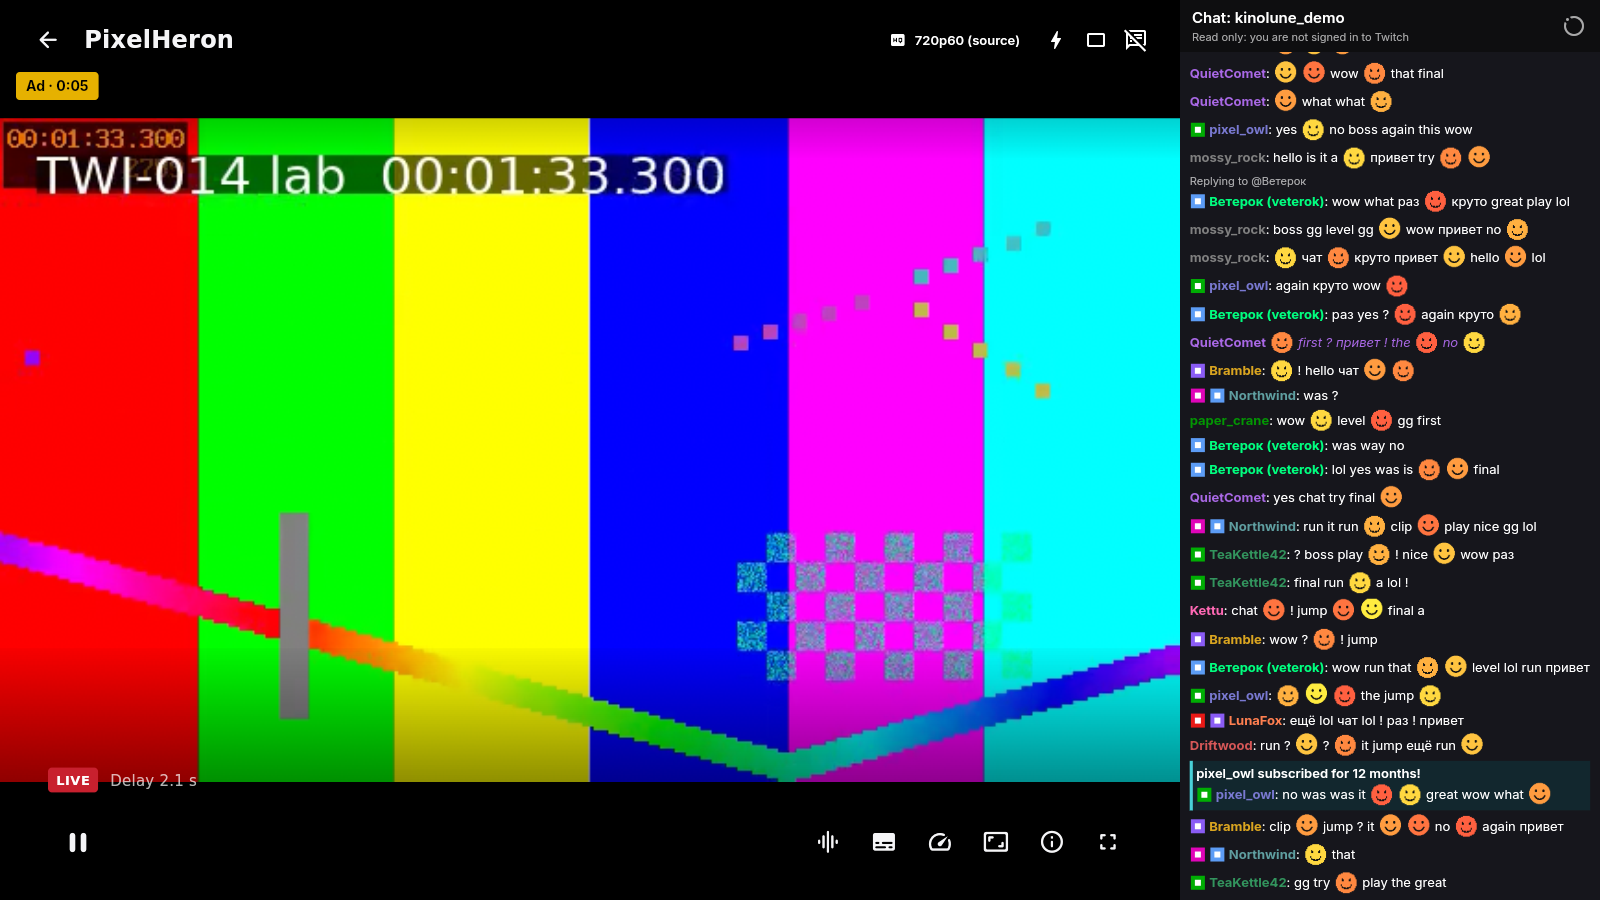 PixelHeron
720p60 (source)
Ad · 0:05
00:01:33.300
TWI-014 lab 00:01:33.300
LIVE Delay 2.1 s
Chat: kinolune_demo
Read only: you are not signed in to Twitch
QuietComet: wow that final
QuietComet: what what
pixel_owl: yes no boss again this wow
mossy_rock: hello is it a привет try
Replying to @Ветерок
Ветерок (veterok): wow what раз круто great play lol
mossy_rock: boss gg level gg wow привет no
mossy_rock: чат круто привет hello lol
pixel_owl: again круто wow
Ветерок (veterok): раз yes ? again круто
QuietComet first ? привет ! the no
Bramble: ! hello чат
Northwind: was ?
paper_crane: wow level gg first
Ветерок (veterok): was way no
Ветерок (veterok): lol yes was is final
QuietComet: yes chat try final
Northwind: run it run clip play nice gg lol
TeaKettle42: ? boss play ! nice wow раз
TeaKettle42: final run a lol !
Kettu: chat ! jump final a
Bramble: wow ? ! jump
Ветерок (veterok): wow run that level lol run привет
pixel_owl: the jump
LunaFox: ещё lol чат lol ! раз ! привет
Driftwood: run ? ? it jump ещё run
pixel_owl subscribed for 12 months!
pixel_owl: no was was it great wow what
Bramble: clip jump ? it no again привет
Northwind: that
TeaKettle42: gg try play the great